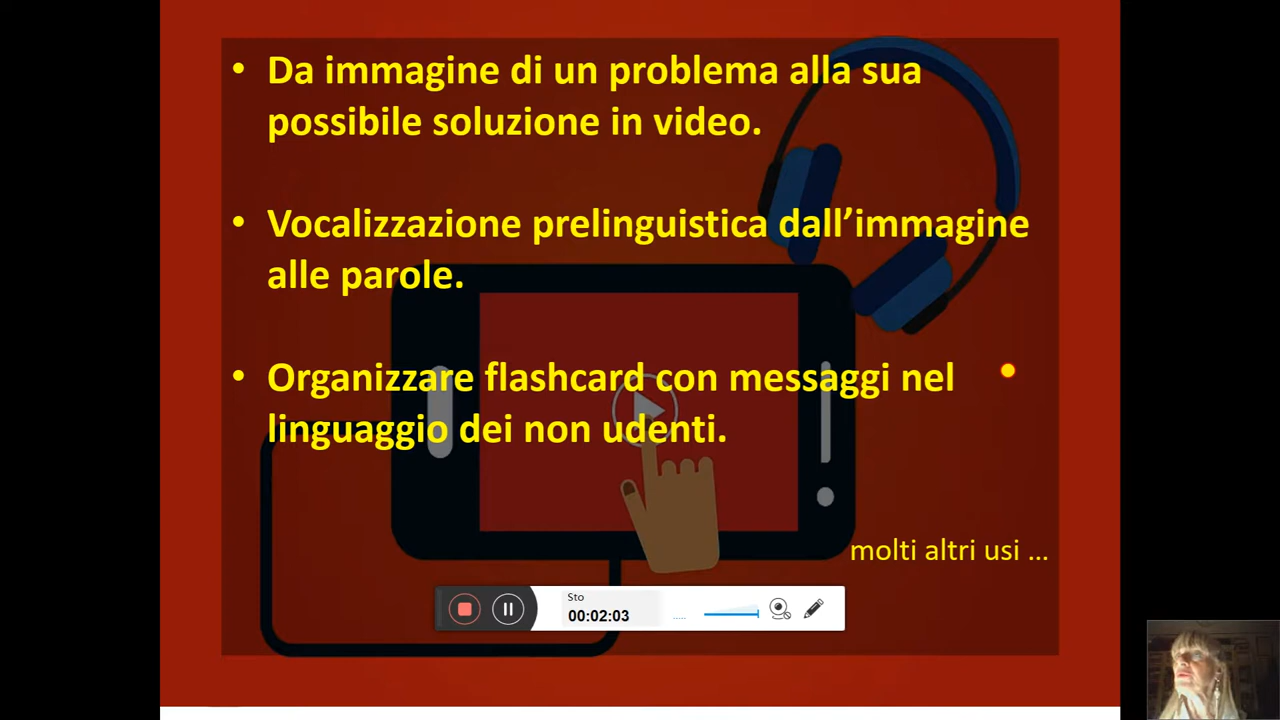 • Da immagine di un problema alla sua
possibile soluzione in video.
• Vocalizzazione prelinguistica dall’immagine
alle parole.
• Organizzare flashcard con messaggi nel
linguaggio dei non udenti.
molti altri usi ...
Sto
00:02:03